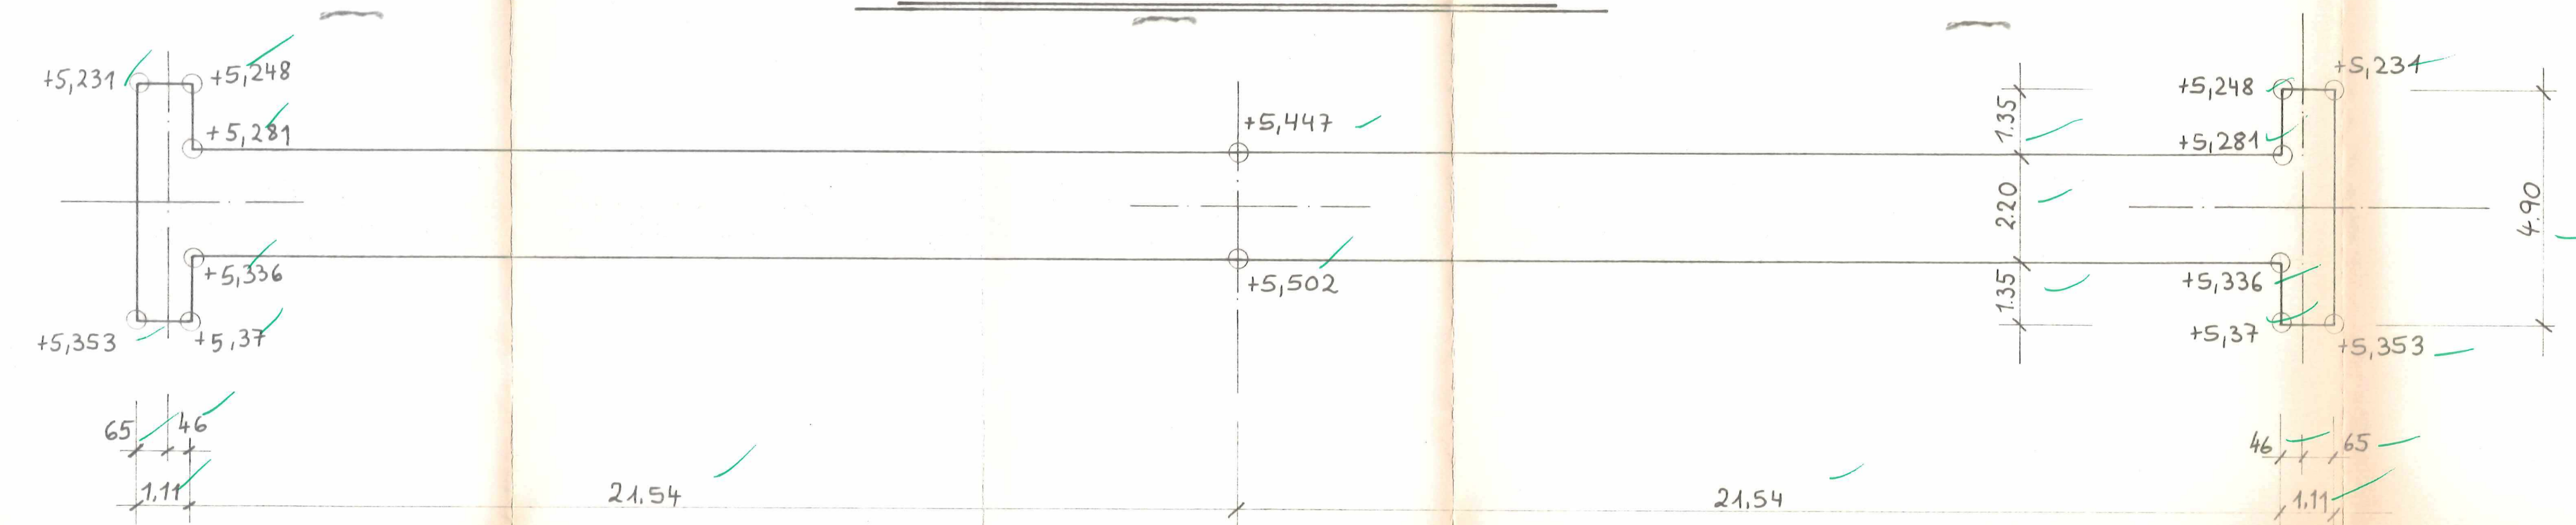 +5,231 +5,248 +5,248 +5,231
+5,281 +5,447 1.35 +5,281
2.20 4.90
+5,336 +5,502 1.35 +5,336
+5,353 +5,37 +5,37 +5,353
65 46 46 65
1.11 21.54 21.54 1.11